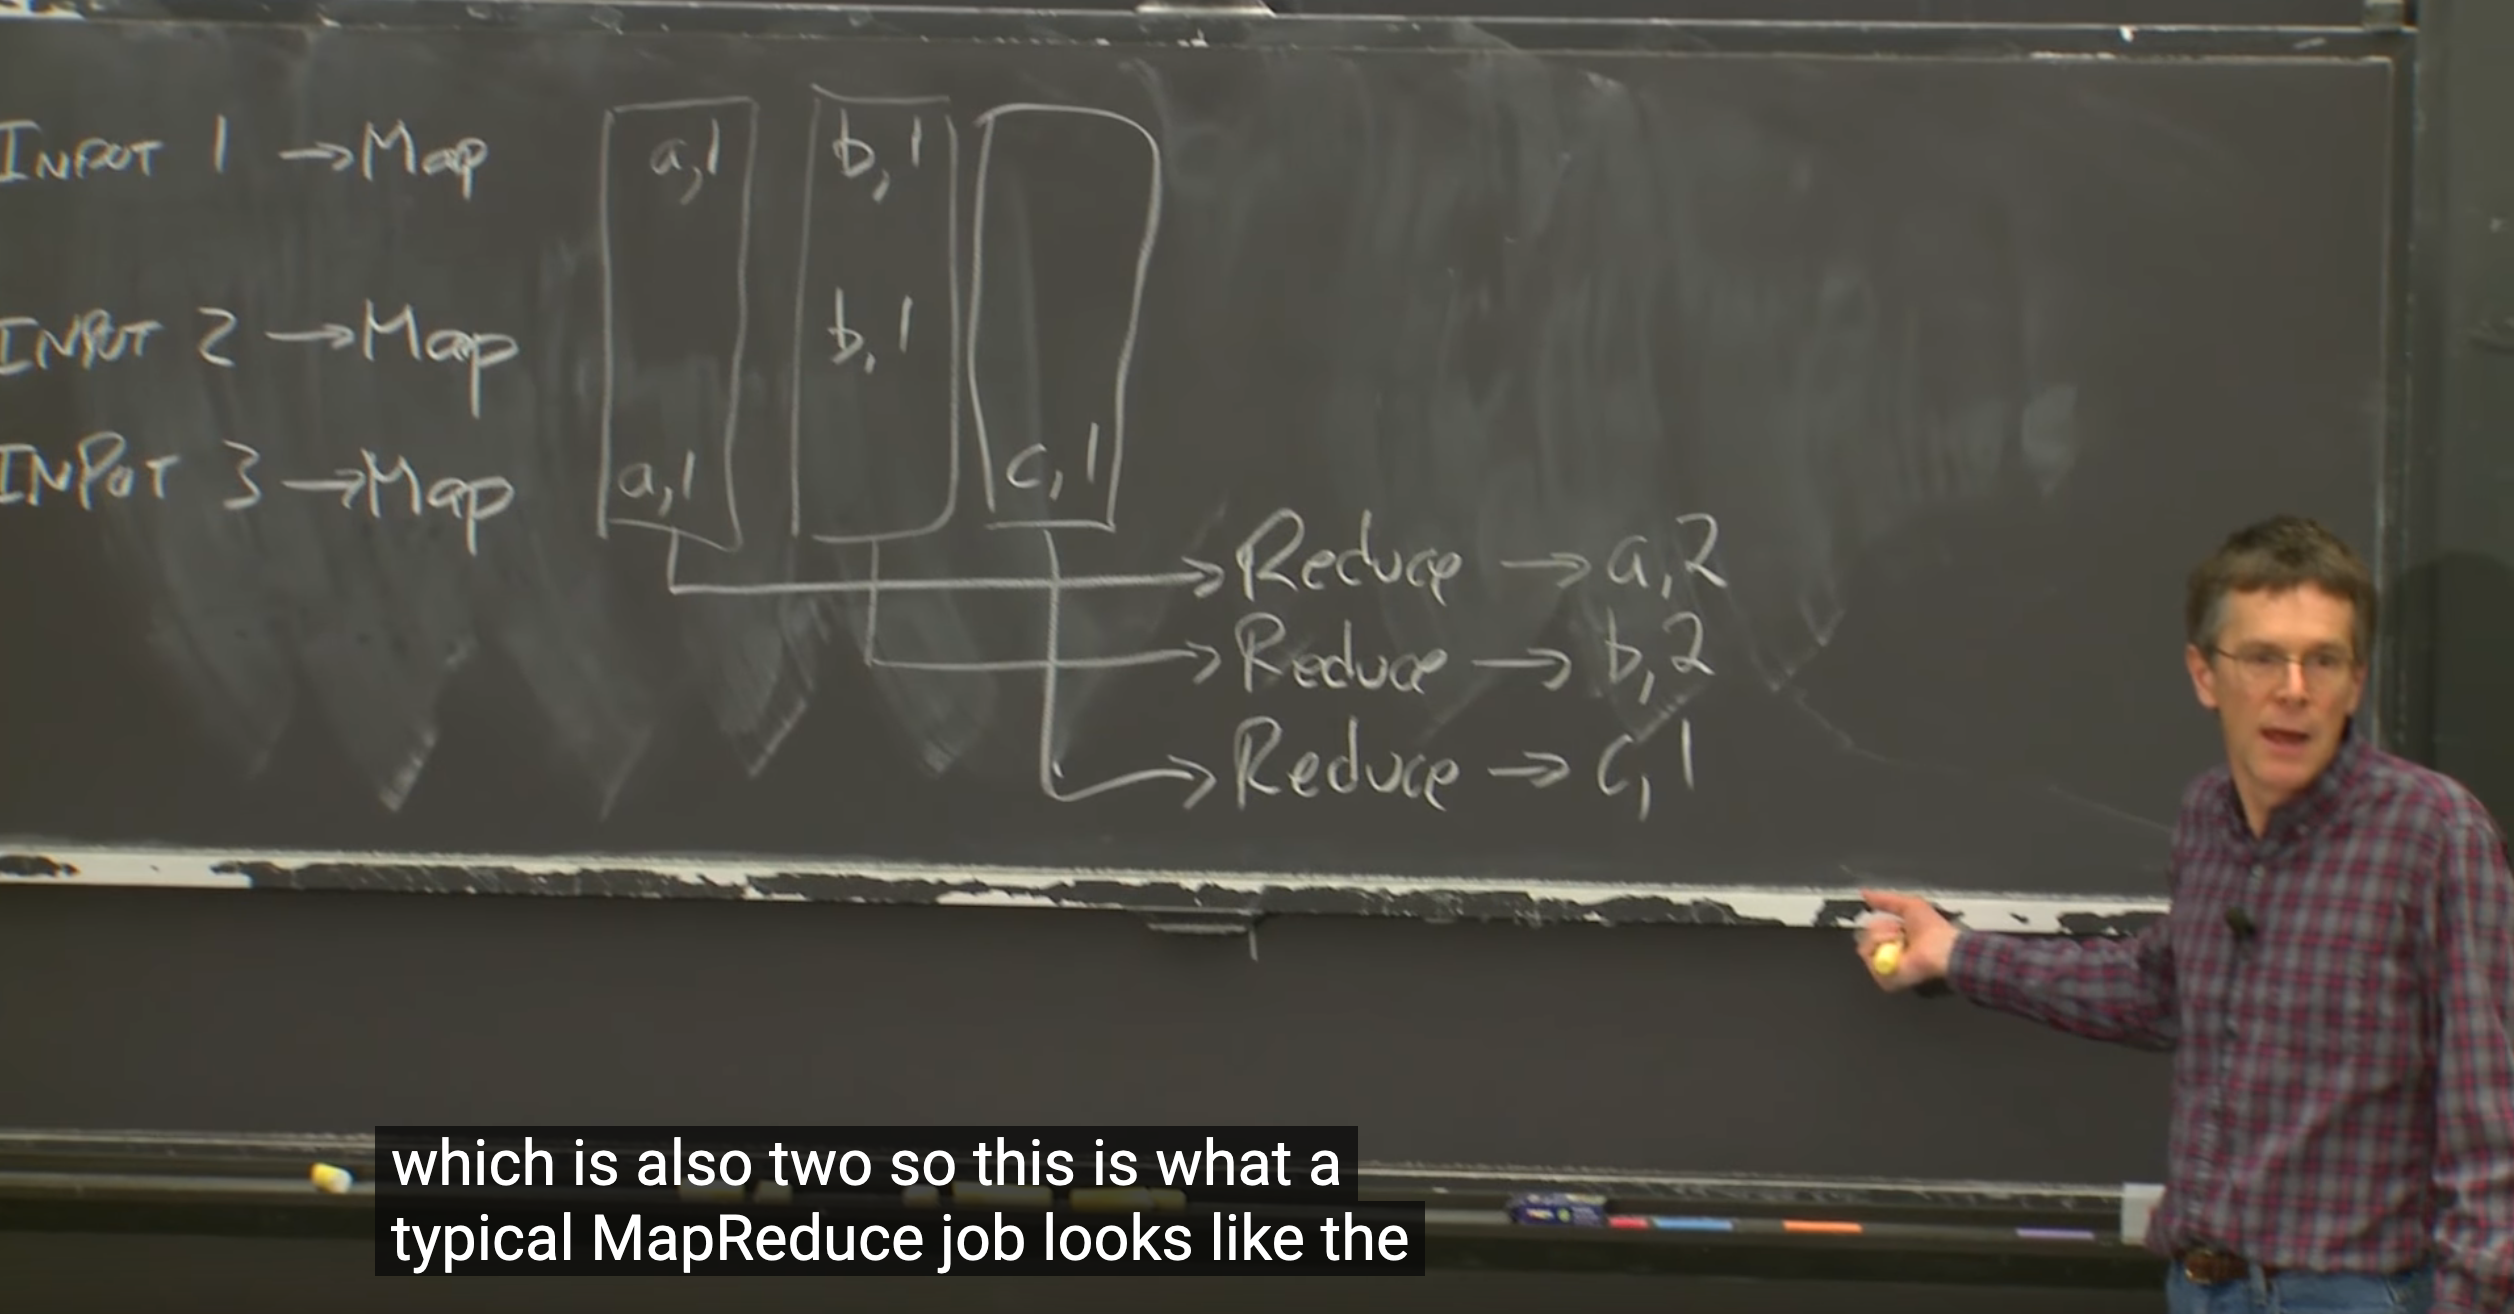 INPUT 1 → Map a,1 b,1
INPUT 2 → Map b,1
INPUT 3 → Map a,1 c,1
→ Reduce → a,2
→ Reduce → b,2
→ Reduce → c,1
which is also two so this is what a
typical MapReduce job looks like the